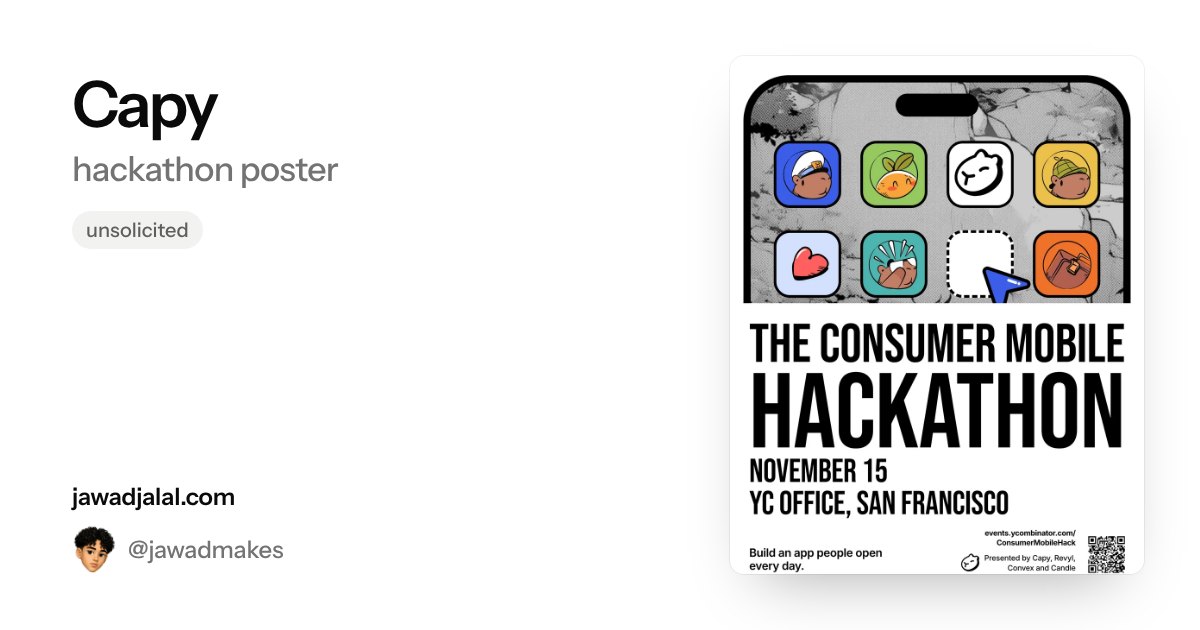 Capy
hackathon poster
unsolicited
jawadjalal.com
@jawadmakes
THE CONSUMER MOBILE
HACKATHON
NOVEMBER 15
YC OFFICE, SAN FRANCISCO
Build an app people open
every day.
events.ycombinator.com/
ConsumerMobileHack
Presented by Capy, Revyl,
Convex and Candle